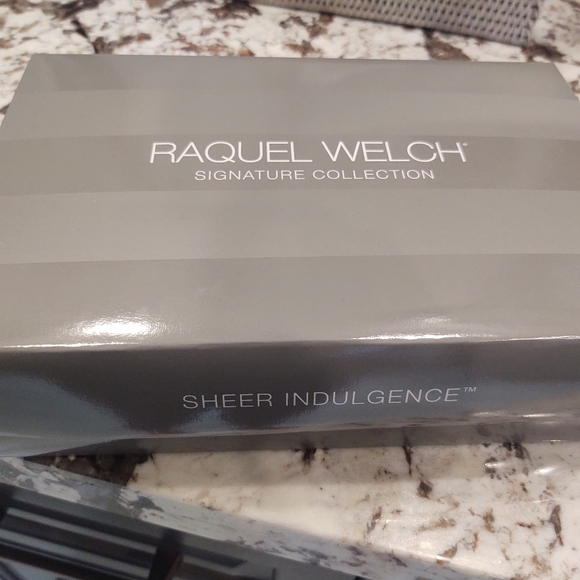 RAQUEL WELCH®
SIGNATURE COLLECTION
SHEER INDULGENCE™